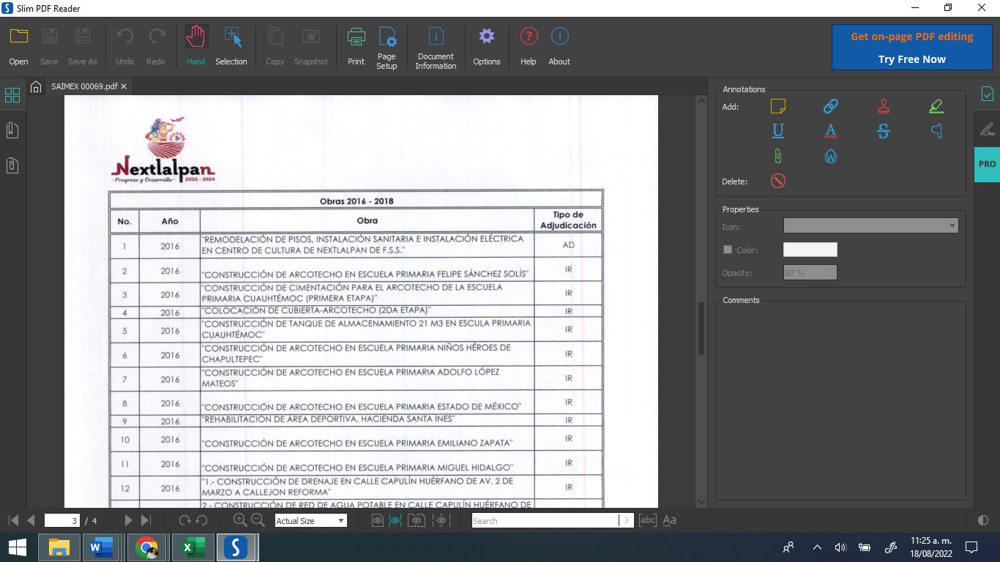 Slim PDF Reader
Open
Save
Save As
Undo
Redo
Hand
Selection
Copy
Snapshot
Print
Page
Setup
Document
Information
Options
Help
About
Get on-page PDF editing
Try Free Now
SAIMEX 00069.pdf
Nextlalpan
-Progreso y Desarrollo- 2022 - 2024
Obras 2016 - 2018
No. Año Obra Tipo de
Adjudicación
1 2016 "REMODELACIÓN DE PISOS, INSTALACIÓN SANITARIA E INSTALACIÓN ELÉCTRICA
EN CENTRO DE CULTURA DE NEXTLALPAN DE F.S.S." AD
2 2016 "CONSTRUCCIÓN DE ARCOTECHO EN ESCUELA PRIMARIA FELIPE SÁNCHEZ SOLÍS" IR
3 2016 "CONSTRUCCIÓN DE CIMENTACIÓN PARA EL ARCOTECHO DE LA ESCUELA
PRIMARIA CUAUHTÉMOC (PRIMERA ETAPA)" IR
4 2016 "COLOCACIÓN DE CUBIERTA-ARCOTECHO (2DA ETAPA)" IR
5 2016 "CONSTRUCCIÓN DE TANQUE DE ALMACENAMIENTO 21 M3 EN ESCULA PRIMARIA
CUAUHTÉMOC" IR
6 2016 "CONSTRUCCIÓN DE ARCOTECHO EN ESCUELA PRIMARIA NIÑOS HÉROES DE
CHAPULTEPEC" IR
7 2016 "CONSTRUCCIÓN DE ARCOTECHO EN ESCUELA PRIMARIA ADOLFO LÓPEZ
MATEOS" IR
8 2016 "CONSTRUCCIÓN DE ARCOTECHO EN ESCUELA PRIMARIA ESTADO DE MÉXICO" IR
9 2016 "REHABILITACIÓN DE AREA DEPORTIVA, HACIENDA SANTA ÍNES" IR
10 2016 "CONSTRUCCIÓN DE ARCOTECHO EN ESCUELA PRIMARIA EMILIANO ZAPATA" IR
11 2016 "CONSTRUCCIÓN DE ARCOTECHO EN ESCUELA PRIMARIA MIGUEL HIDALGO" IR
12 2016 "1.- CONSTRUCCIÓN DE DRENAJE EN CALLE CAPULÍN HUÉRFANO DE AV. 2 DE
MARZO A CALLEJON REFORMA" IR
2.- CONSTRUCCIÓN DE RED DE AGUA POTABLE EN CALLE CAPULÍN HUÉRFANO DE
Annotations
Add:
Delete:
Properties
Icon:
Color:
Opacity:
80 %
Comments
PRO
3 / 4
Actual Size
Search
abc
Aa
11:25 a. m.
18/08/2022